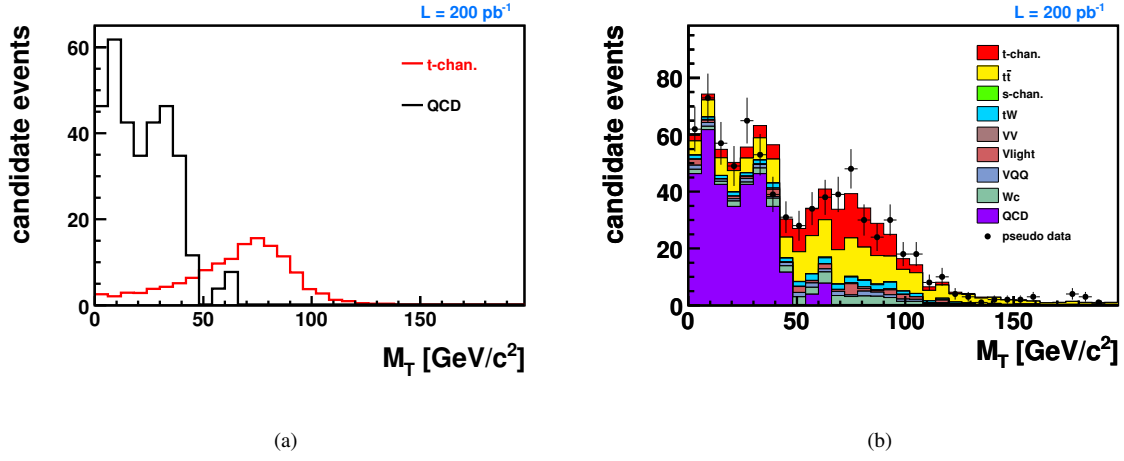 L = 200 pb⁻¹
candidate events
60
40
20
0
t-chan.
QCD
0 50 100 150
M_T [GeV/c²]
(a)
L = 200 pb⁻¹
candidate events
80
60
40
20
0
t-chan.
tt̄
s-chan.
tW
VV
Vlight
VQQ
Wc
QCD
pseudo data
0 50 100 150
M_T [GeV/c²]
(b)